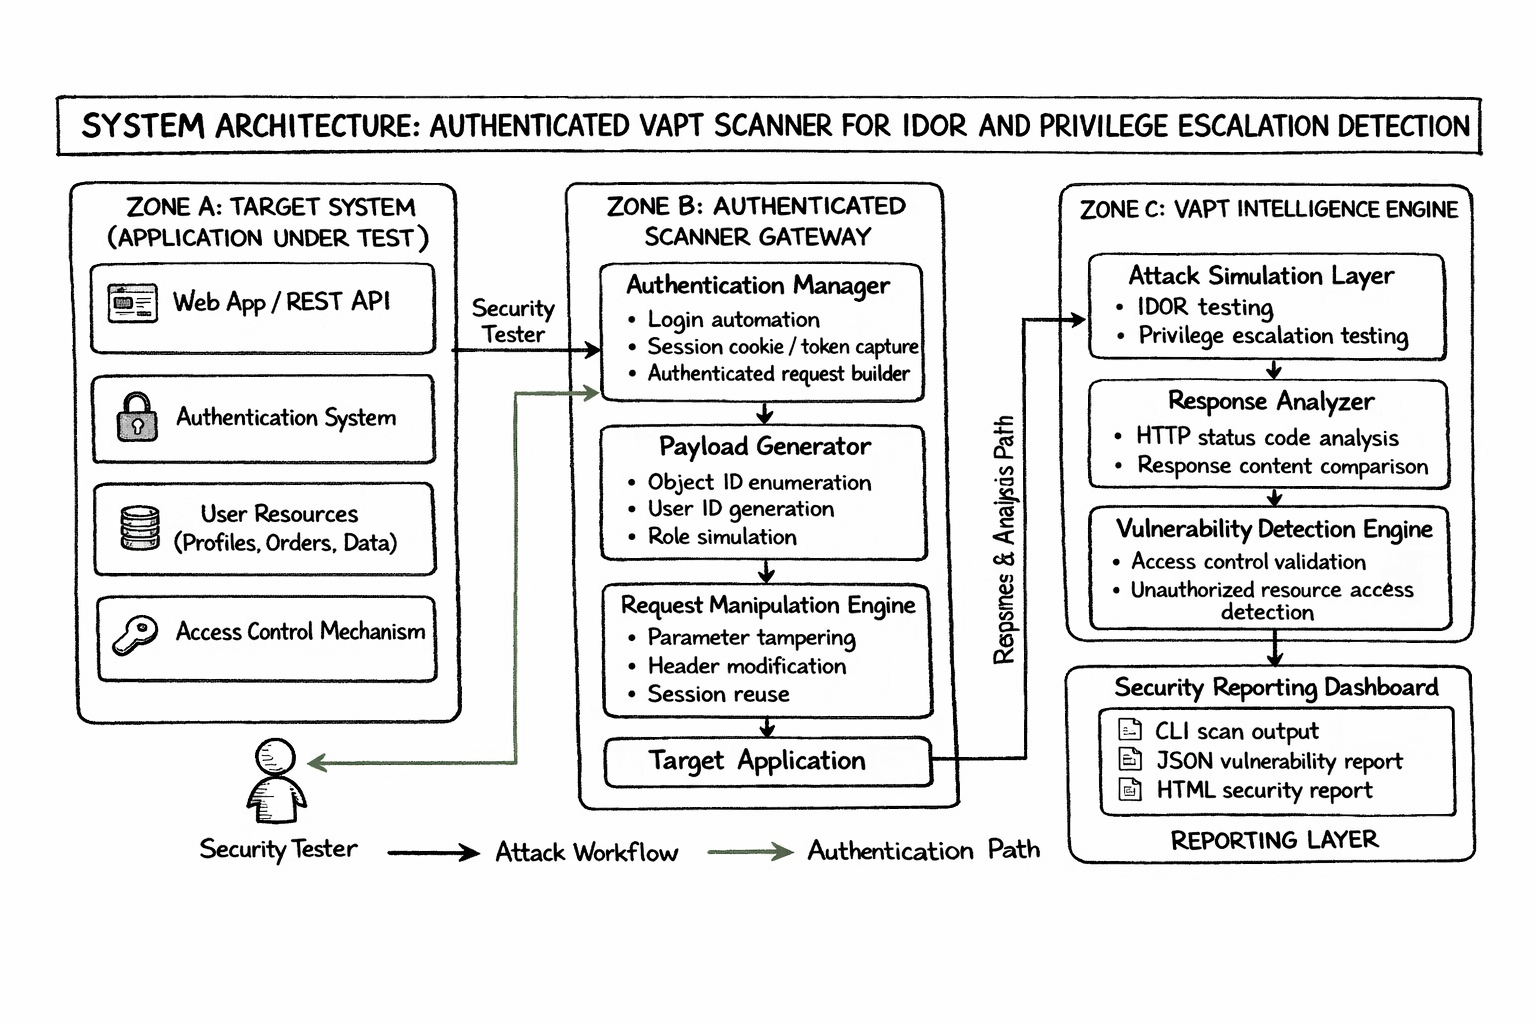 SYSTEM ARCHITECTURE: AUTHENTICATED VAPT SCANNER FOR IDOR AND PRIVILEGE ESCALATION DETECTION
ZONE A: TARGET SYSTEM
(APPLICATION UNDER TEST)
Web App / REST API
Authentication System
User Resources
(Profiles, Orders, Data)
Access Control Mechanism
Security
Tester
ZONE B: AUTHENTICATED
SCANNER GATEWAY
Authentication Manager
• Login automation
• Session cookie / token capture
• Authenticated request builder
Payload Generator
• Object ID enumeration
• User ID generation
• Role simulation
Request Manipulation Engine
• Parameter tampering
• Header modification
• Session reuse
Target Application
& Path
ZONE C: VAPT INTELLIGENCE ENGINE
Attack Simulation Layer
• IDOR testing
• Privilege escalation testing
Response Analyzer
• HTTP status code analysis
• Response content comparison
Vulnerability Detection Engine
• Access control validation
• Unauthorized resource access
detection
Security Reporting Dashboard
CLI scan output
JSON vulnerability report
HTML security report
REPORTING LAYER
Security Tester
Attack Workflow
Authentication Path